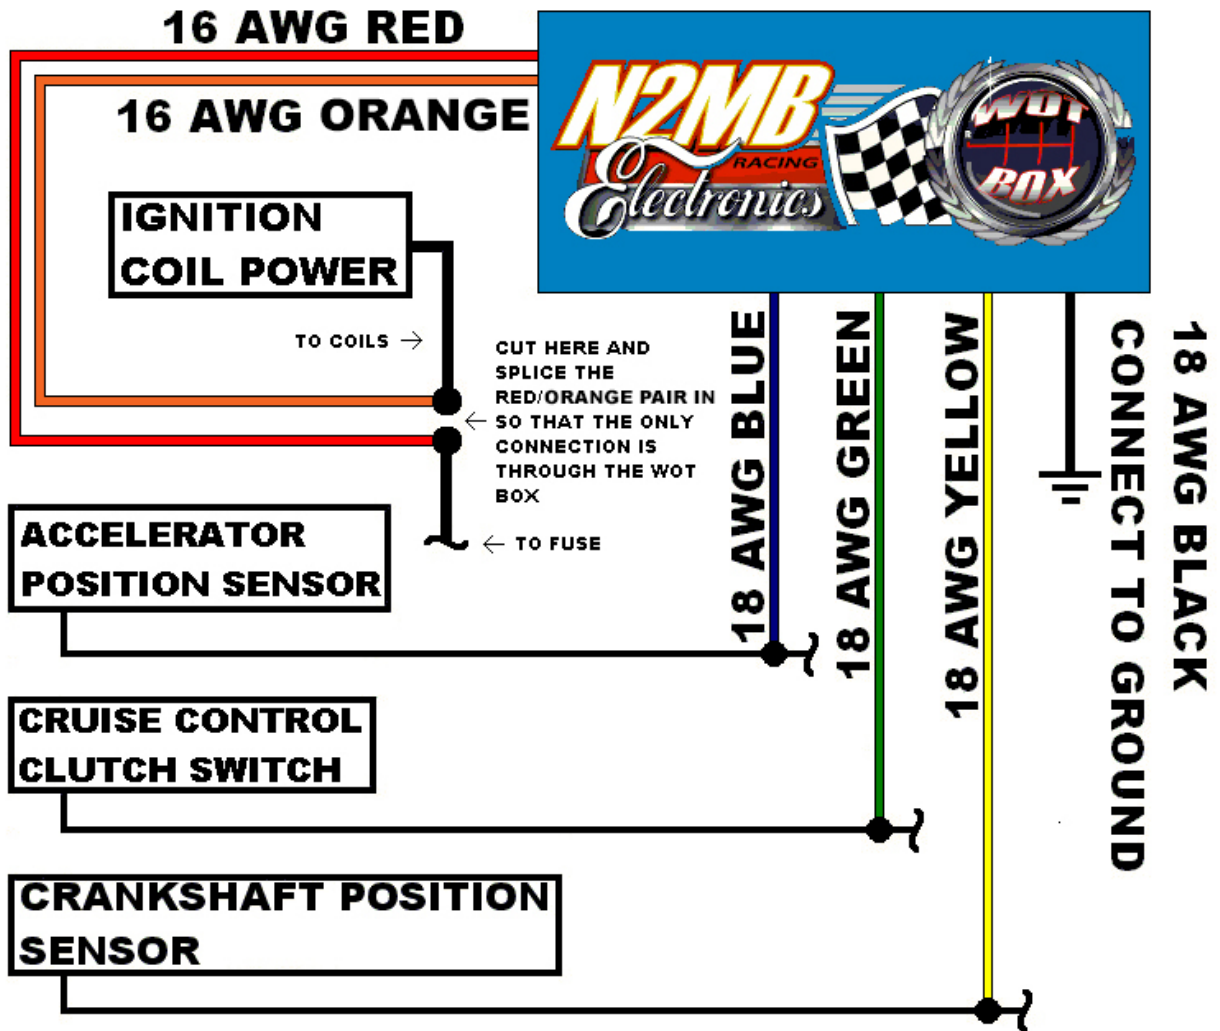 16 AWG RED
16 AWG ORANGE
N2MB
RACING
Electronics
WOT
BOX
IGNITION
COIL POWER
TO COILS →
CUT HERE AND
SPLICE THE
RED/ORANGE PAIR IN
← SO THAT THE ONLY
CONNECTION IS
THROUGH THE WOT
BOX
← TO FUSE
18 AWG BLUE
18 AWG GREEN
18 AWG YELLOW
18 AWG BLACK
CONNECT TO GROUND
ACCELERATOR
POSITION SENSOR
CRUISE CONTROL
CLUTCH SWITCH
CRANKSHAFT POSITION
SENSOR